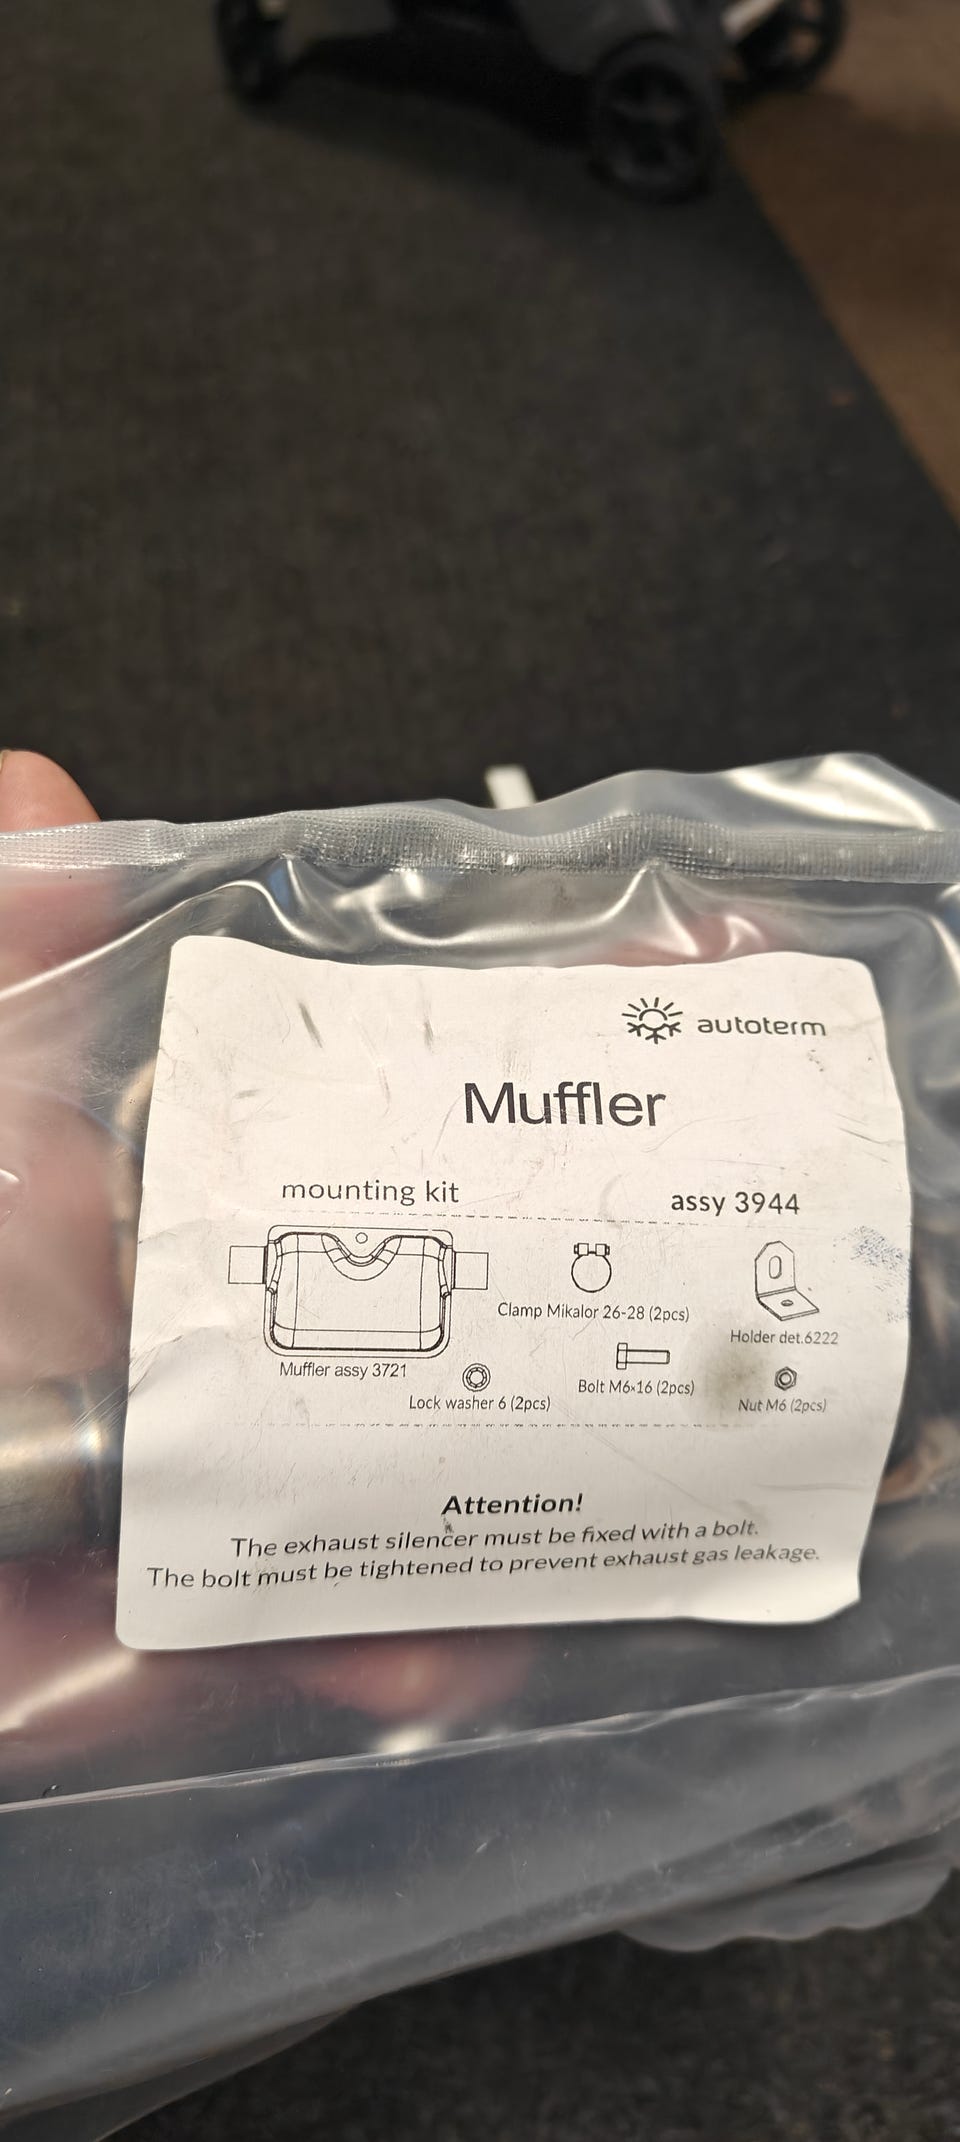 autoterm
Muffler
mounting kit
assy 3944
Clamp Mikalor 26-28 (2pcs)
Holder det.6222
Muffler assy 3721
Lock washer 6 (2pcs)
Bolt M6×16 (2pcs)
Nut M6 (2pcs)
Attention!
The exhaust silencer must be fixed with a bolt.
The bolt must be tightened to prevent exhaust gas leakage.